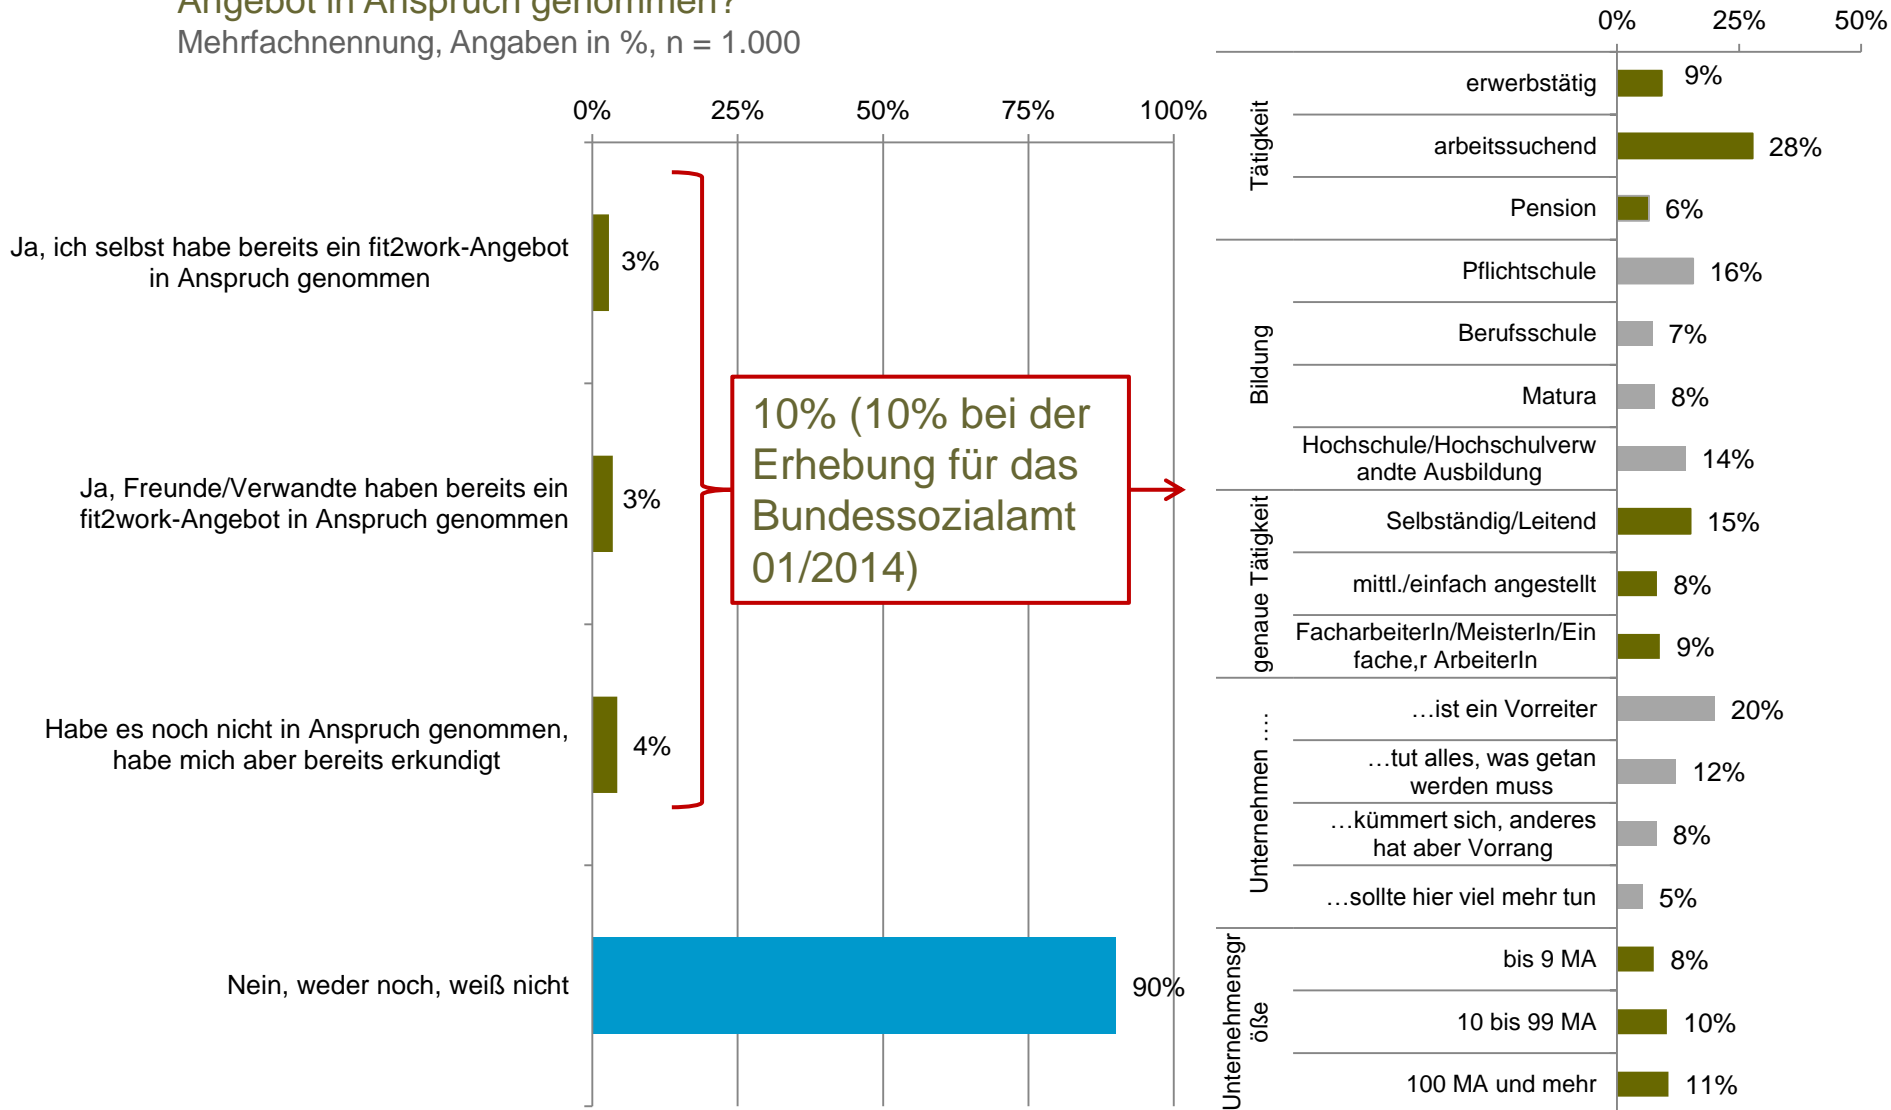 Angebot in Anspruch genommen?
Mehrfachnennung, Angaben in %, n = 1.000
0% 25% 50% 75% 100%
Ja, ich selbst habe bereits ein fit2work-Angebot
in Anspruch genommen
3%
Ja, Freunde/Verwandte haben bereits ein
fit2work-Angebot in Anspruch genommen
3%
Habe es noch nicht in Anspruch genommen,
habe mich aber bereits erkundigt
4%
Nein, weder noch, weiß nicht
90%
10% (10% bei der
Erhebung für das
Bundessozialamt
01/2014)
0% 25% 50%
Tätigkeit
erwerbstätig 9%
arbeitssuchend 28%
Pension 6%
Bildung
Pflichtschule 16%
Berufsschule 7%
Matura 8%
Hochschule/Hochschulverw
andte Ausbildung
14%
genaue Tätigkeit
Selbständig/Leitend 15%
mittl./einfach angestellt 8%
FacharbeiterIn/MeisterIn/Ein
fache,r ArbeiterIn
9%
Unternehmen …
…ist ein Vorreiter 20%
…tut alles, was getan
werden muss
12%
…kümmert sich, anderes
hat aber Vorrang
8%
…sollte hier viel mehr tun 5%
Unternehmensgr
öße
bis 9 MA 8%
10 bis 99 MA 10%
100 MA und mehr 11%